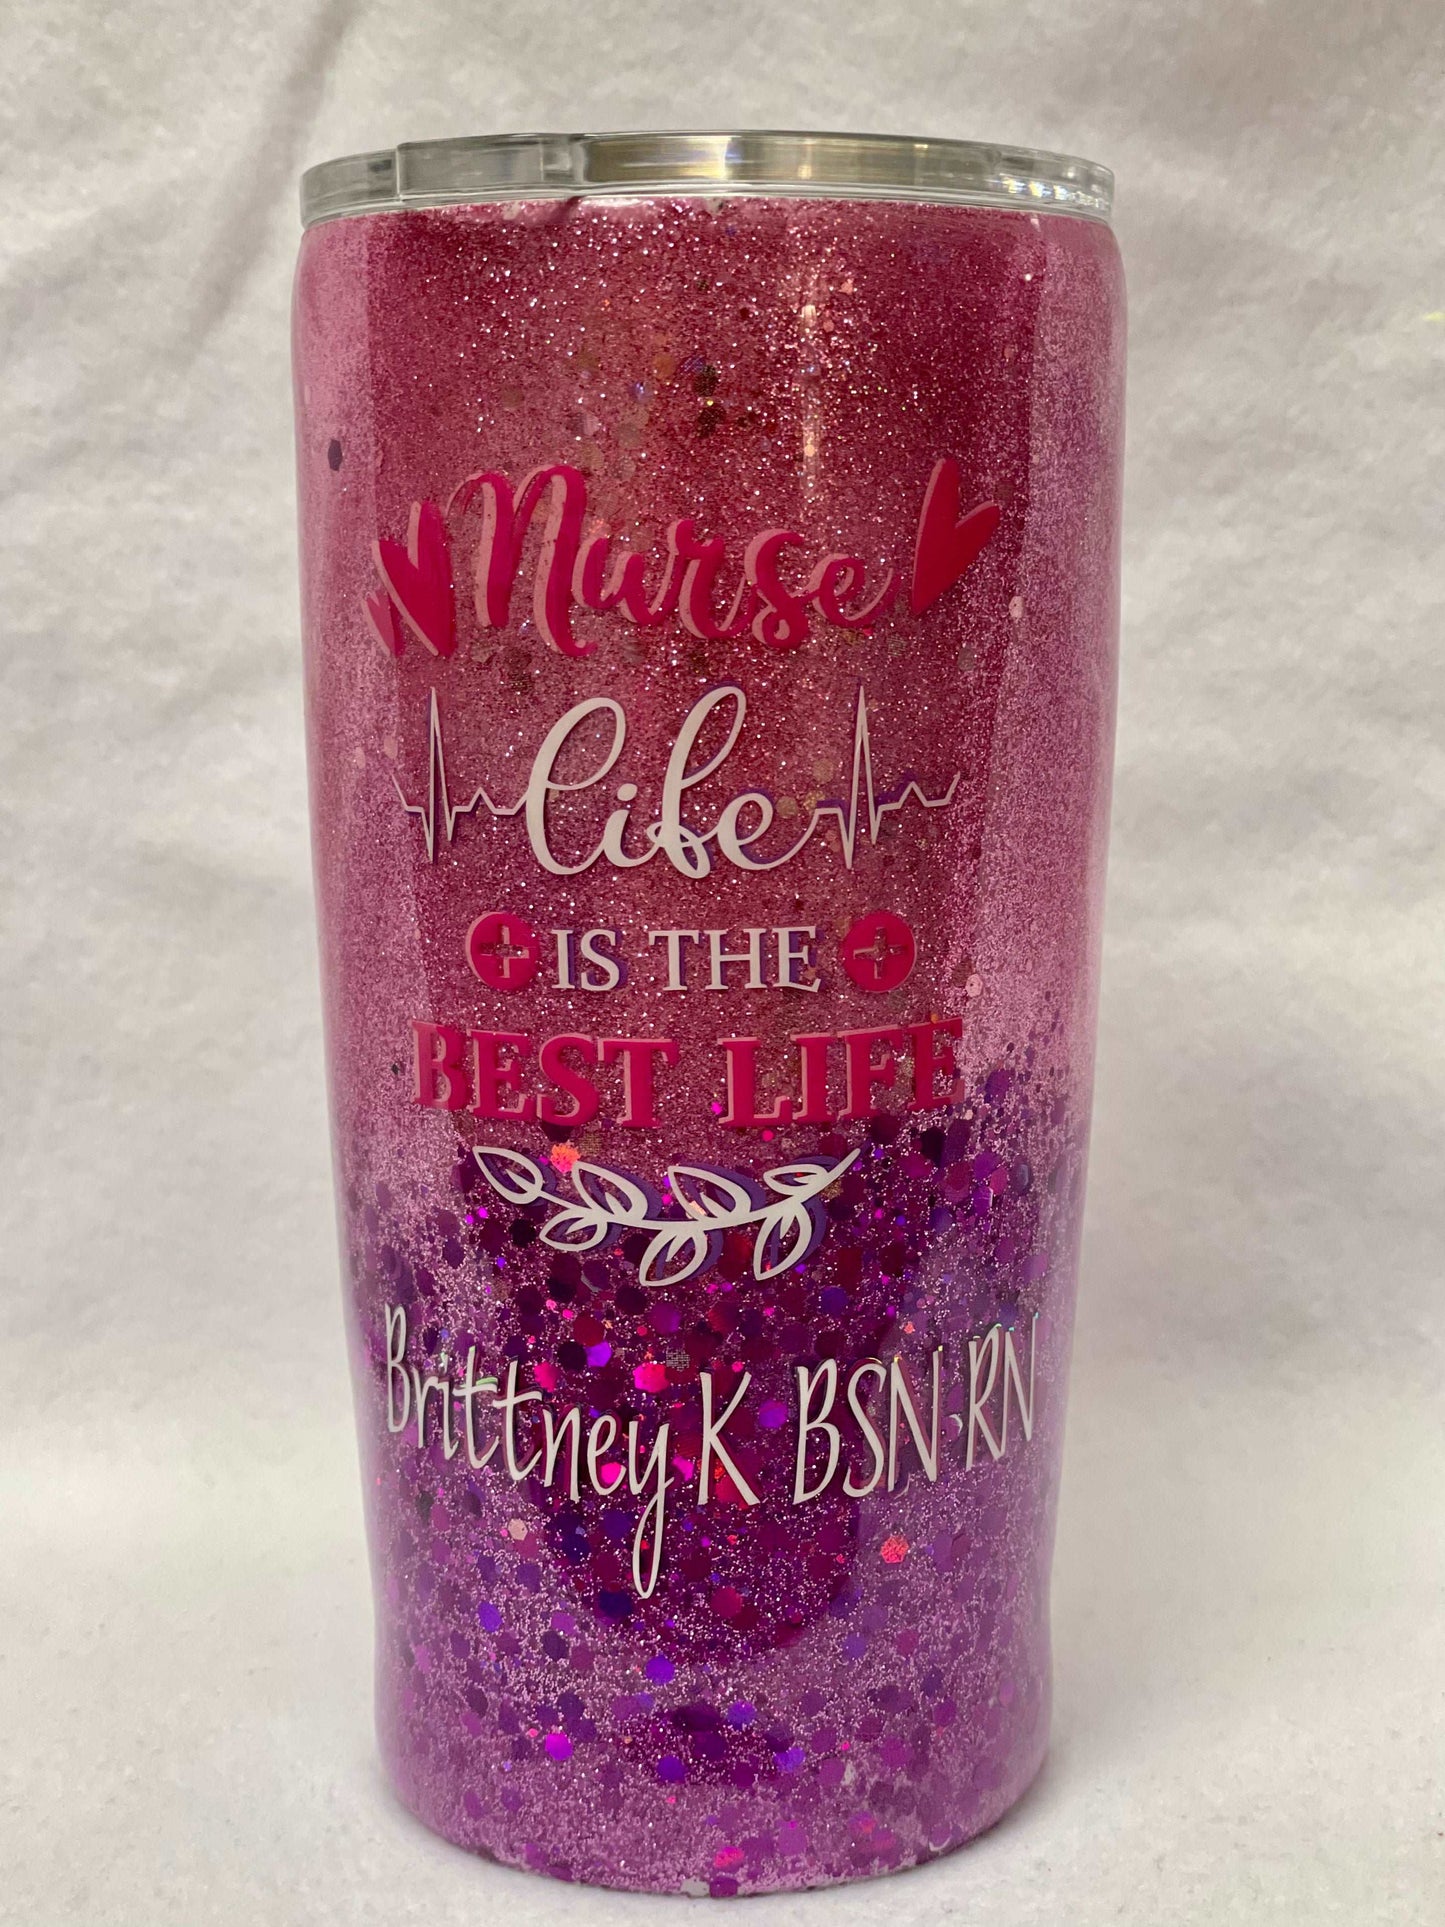 Nurse
life
IS THE
BEST LIFE
Brittney K BSN RN